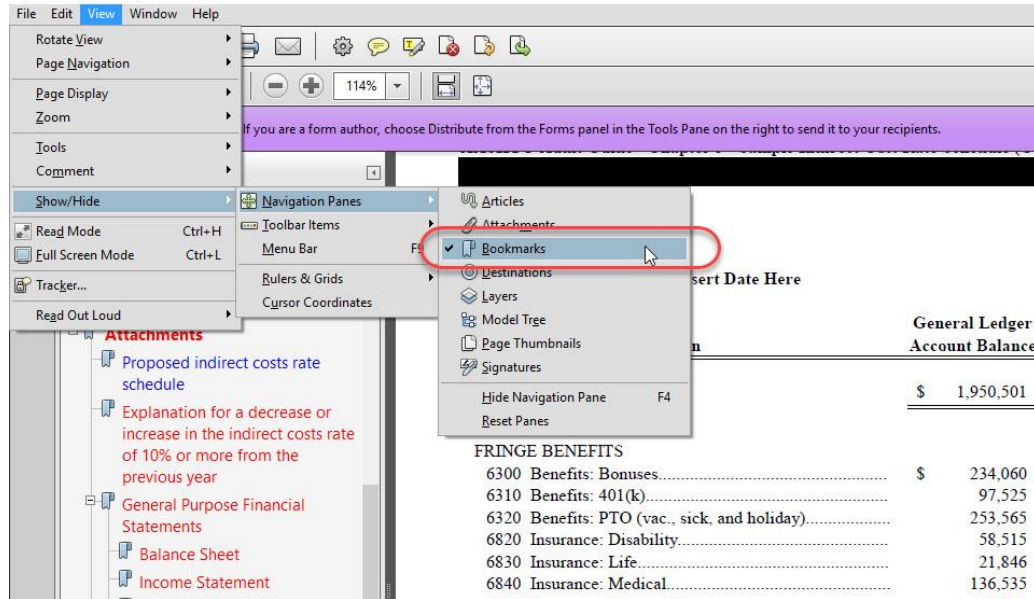 File Edit View Window Help
Rotate View
Page Navigation
Page Display
Zoom
Tools
Comment
Show/Hide
Read Mode Ctrl+H
Full Screen Mode Ctrl+L
Tracker...
Read Out Loud
114%
If you are a form author, choose Distribute from the Forms panel in the Tools Pane on the right to send it to your recipients.
Navigation Panes
Toolbar Items
Menu Bar F9
Rulers & Grids
Cursor Coordinates
Articles
Attachments
Bookmarks
Destinations
Layers
Model Tree
Page Thumbnails
Signatures
Hide Navigation Pane F4
Reset Panes
Attachments
Proposed indirect costs rate
schedule
Explanation for a decrease or
increase in the indirect costs rate
of 10% or more from the
previous year
General Purpose Financial
Statements
Balance Sheet
Income Statement
Date Here
General Ledger
Account Balance
$ 1,950,501
FRINGE BENEFITS
6300 Benefits: Bonuses........ $ 234,060
6310 Benefits: 401(k)........ 97,525
6320 Benefits: PTO (vac., sick, and holiday)........ 253,565
6820 Insurance: Disability........ 58,515
6830 Insurance: Life........ 21,846
6840 Insurance: Medical........ 136,535